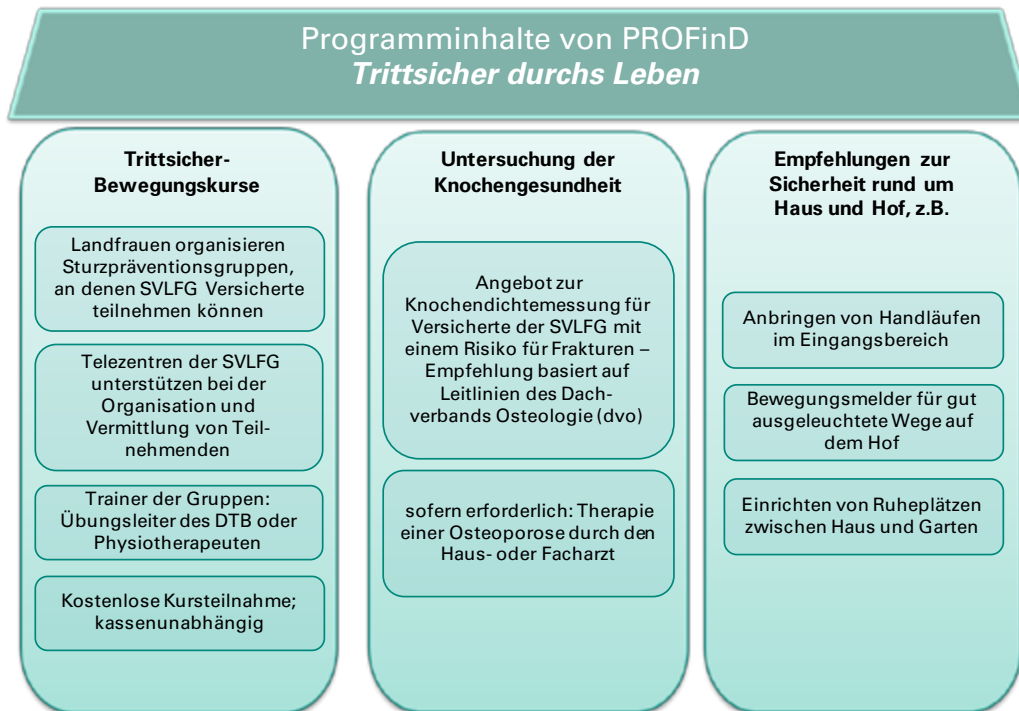 Programminhalte von PROFinD
Trittsicher durchs Leben
Trittsicher-
Bewegungskurse
Landfrauen organisieren
Sturzpräventionsgruppen,
an denen SVLFG Versicherte
teilnehmen können
Telezentren der SVLFG
unterstützen bei der
Organisation und
Vermittlung von Teil-
nehmenden
Trainer der Gruppen:
Übungsleiter des DTB oder
Physiotherapeuten
Kostenlose Kursteilnahme;
kassenunabhängig
Untersuchung der
Knochengesundheit
Angebot zur
Knochendichtemessung für
Versicherte der SVLFG mit
einem Risiko für Frakturen –
Empfehlung basiert auf
Leitlinien des Dach-
verbands Osteologie (dvo)
sofern erforderlich: Therapie
einer Osteoporose durch den
Haus- oder Facharzt
Empfehlungen zur
Sicherheit rund um
Haus und Hof, z.B.
Anbringen von Handläufen
im Eingangsbereich
Bewegungsmelder für gut
ausgeleuchtete Wege auf
dem Hof
Einrichten von Ruheplätzen
zwischen Haus und Garten